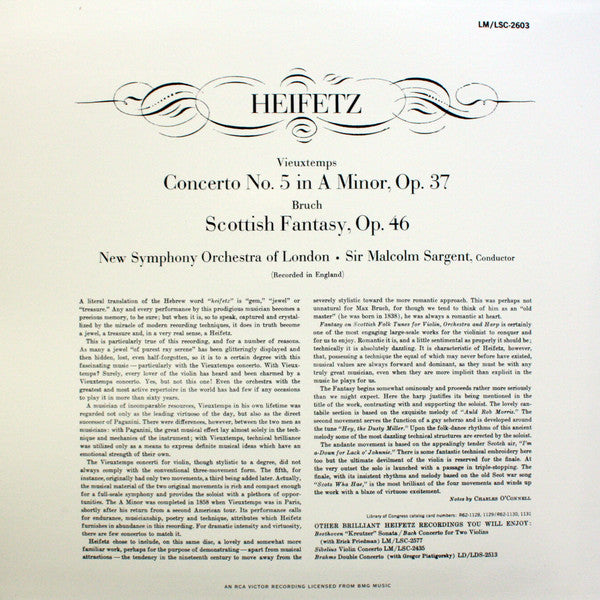 LM/LSC-2603
HEIFETZ
Vieuxtemps
Concerto No. 5 in A Minor, Op. 37
Bruch
Scottish Fantasy, Op. 46
New Symphony Orchestra of London • Sir Malcolm Sargent, Conductor
(Recorded in England)
A literal translation of the Hebrew word "heifetz" is "gem," "jewel" or
"treasure." Any and every performance by this prodigious musician becomes a
precious memory, to be sure; but when it is, so to speak, captured and crystal-
lized by the miracle of modern recording techniques, it does in truth become
a jewel, a treasure and, in a very real sense, a Heifetz.
This is particularly true of this recording, and for a number of reasons.
As many a jewel "of purest ray serene" has been glitteringly displayed and
then hidden, lost, even half-forgotten, so it is to a certain degree with this
fascinating music—particularly with the Vieuxtemps concerto. With Vieux-
temps? Surely, every lover of the violin has heard and been charmed by a
Vieuxtemps concerto. Yes, but not this one! Even the orchestra with the
greatest and most active repertoire in the world has had few if any occasions
to play it in more than sixty years.
A musician of incomparable resources, Vieuxtemps in his own lifetime was
regarded not only as the leading virtuoso of the day, but also as the direct
successor of Paganini. There were differences, however, between the two men as
musicians: with Paganini, the great musical effect lay almost solely in the tech-
nique and mechanics of the instrument; with Vieuxtemps, technical brilliance
was utilized only as a means to expound musical ideas which have an
emotional strength of their own.
The Vieuxtemps concerti for violin, though stylistic to a degree, did not
always comply with the conventional three-movement form. The fifth, for
instance, originally had only two movements, a third being added later. Actually,
the musical material of the two original movements is rich and compact enough
for a full-scale symphony and provides the soloist with a plethora of oppor-
tunities. The A Minor was completed in 1858 when Vieuxtemps was in Paris,
shortly after his return from a second American tour. Its performance calls
for endurance, musicianship, poetry and technique, attributes which Heifetz
furnishes in abundance in this recording. For dramatic intensity and virtuosity,
there are few concertos to match it.
Heifetz chose to include, on this same disc, a lovely and somewhat more
familiar work, perhaps for the purpose of demonstrating—apart from musical
attractions—the tendency in the nineteenth century to move away from the
severely stylistic toward the more romantic approach. This was perhaps not
unnatural for Max Bruch, for though we tend to think of him as an "old
master" (he was born in 1838), he was always a romantic at heart.
Fantasy on Scottish Folk Tunes for Violin, Orchestra and Harp is certainly
one of the most engaging large-scale works for the violinist to conquer and
for us to enjoy. Romantic it is, and a little sentimental as properly it should be;
technically it is absolutely dazzling. It is characteristic of Heifetz, however,
that, possessing a technique the equal of which may never before have existed,
musical values are always forward and dominant, as they must be with any
truly great musician, even when they are more implicit than explicit in the
music he plays for us.
The Fantasy begins somewhat ominously and proceeds rather more seriously
than we might expect. Here the harp justifies its being mentioned in the
title of the work, contrasting with and supporting the soloist. The lovely can-
tabile section is based on the exquisite melody of "Auld Rob Morris." The
second movement serves the function of a gay scherzo and is developed around
the tune "Hey, the Dusty Miller." Upon the folk-dance rhythms of this ancient
melody some of the most dazzling technical structures are erected by the soloist.
The andante movement is based on the appealingly tender Scotch air, "I'm
a-Doun for Lack o' Johnnie." There is some fantastic technical embroidery here
too but the ultimate devilment of the violin is reserved for the finale. At
the very outset the solo is launched with a passage in triple-stopping. The
finale, with its insistent rhythm and melody based on the old Scot war song
"Scots Wha Hae," is the most brilliant of the four movements and winds up
the work with a blaze of virtuoso excitement.
Notes by CHARLES O'CONNELL
Library of Congress catalog card numbers: R62-1128, 1129/R62-1130, 1131
OTHER BRILLIANT HEIFETZ RECORDINGS YOU WILL ENJOY:
Beethoven "Kreutzer" Sonata / Bach Concerto for Two Violins
(with Erick Friedman) LM/LSC-2577
Sibelius Violin Concerto LM/LSC-2435
Brahms Double Concerto (with Gregor Piatigorsky) LD/LDS-2513
AN RCA VICTOR RECORDING LICENSED FROM BMG MUSIC